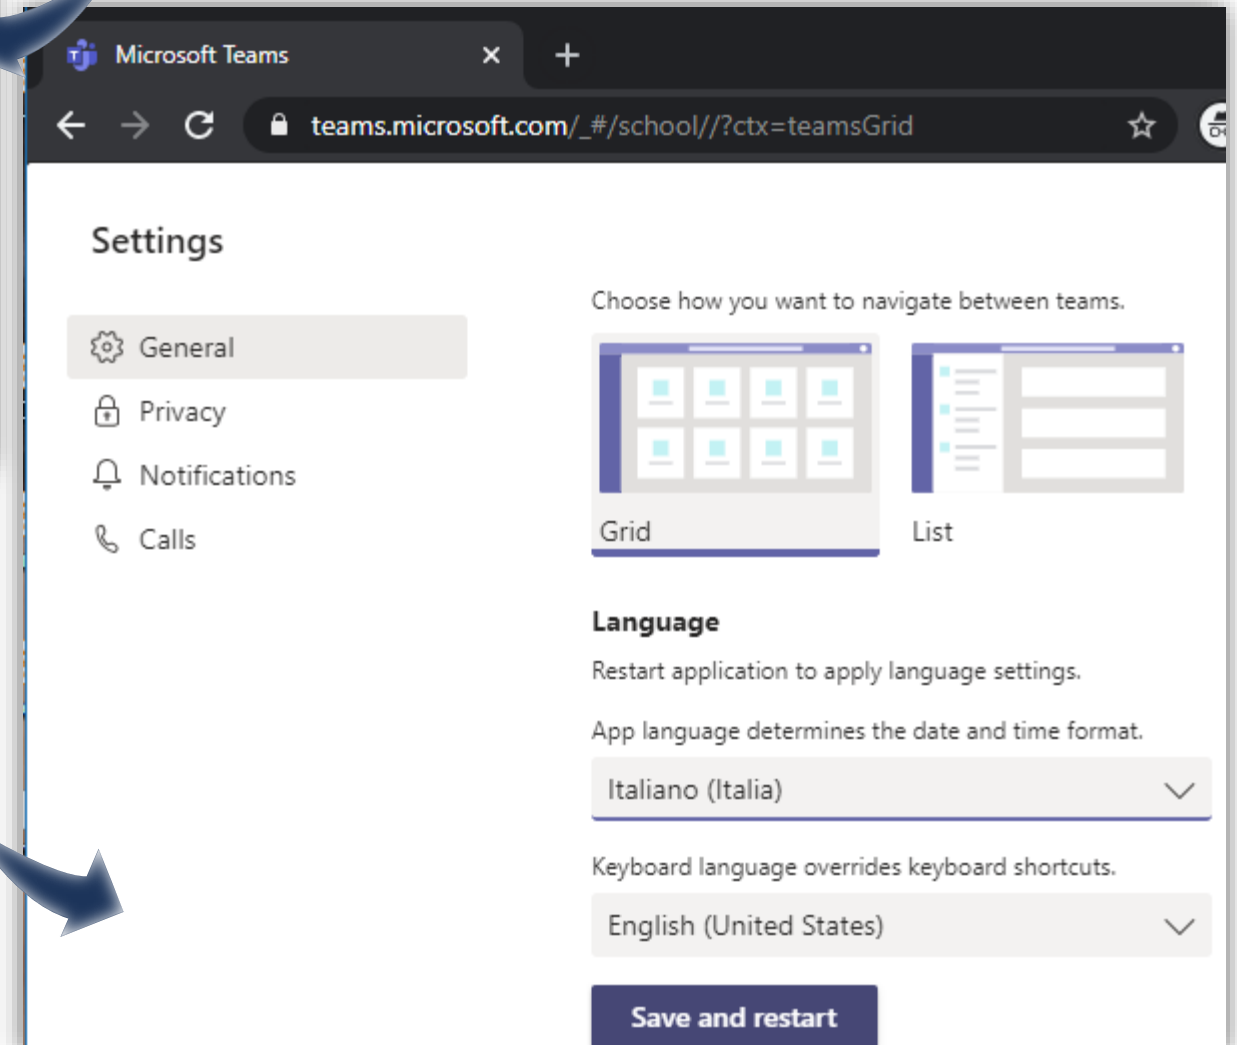 Microsoft Teams
teams.microsoft.com/_#/school//?ctx=teamsGrid
Settings
General
Privacy
Notifications
Calls
Choose how you want to navigate between teams.
Grid
List
Language
Restart application to apply language settings.
App language determines the date and time format.
Italiano (Italia)
Keyboard language overrides keyboard shortcuts.
English (United States)
Save and restart